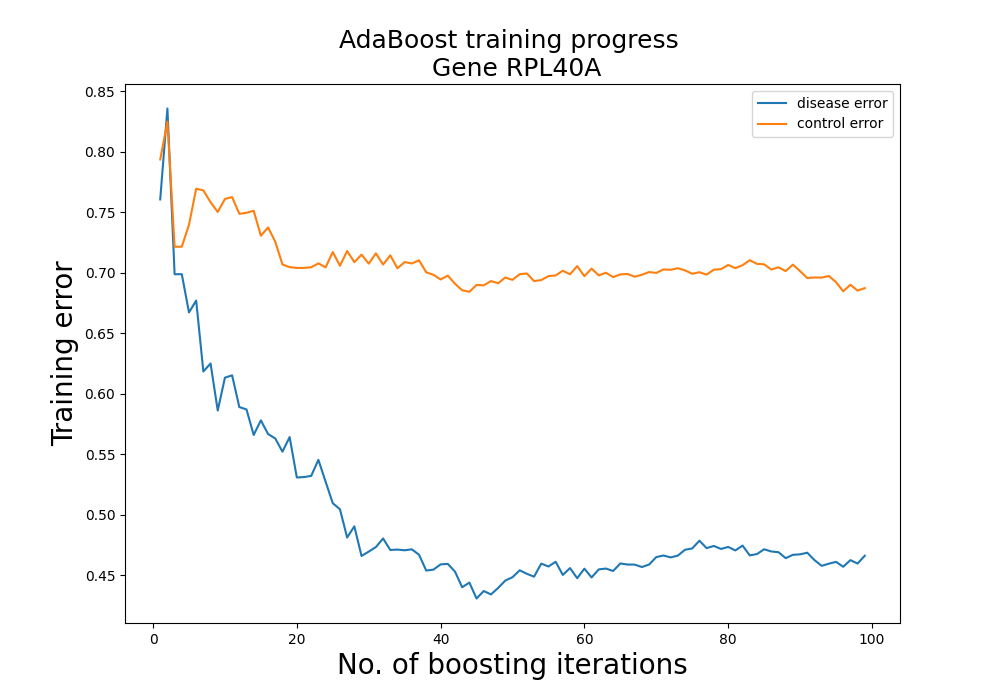 AdaBoost training progress
Gene RPL40A
disease error
control error
Training error
0.85
0.80
0.75
0.70
0.65
0.60
0.55
0.50
0.45
0
20
40
60
80
100
No. of boosting iterations